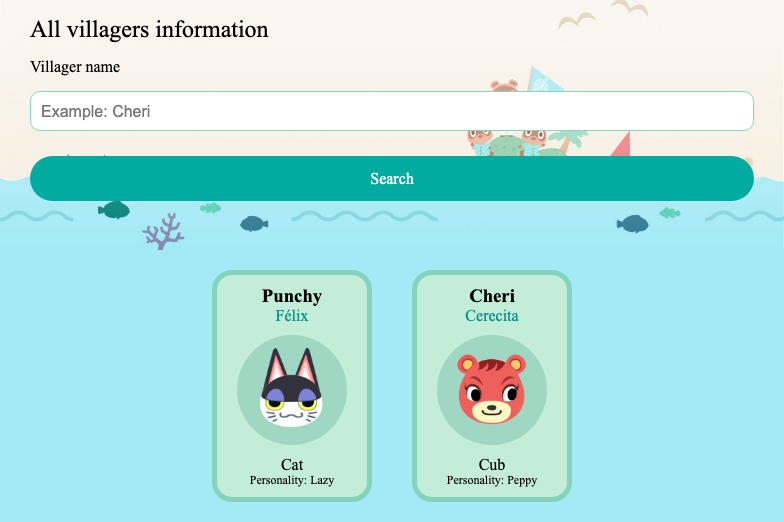 All villagers information
Villager name
Example: Cheri
Search
Punchy
Félix
Cat
Personality: Lazy
Cheri
Cerecita
Cub
Personality: Peppy